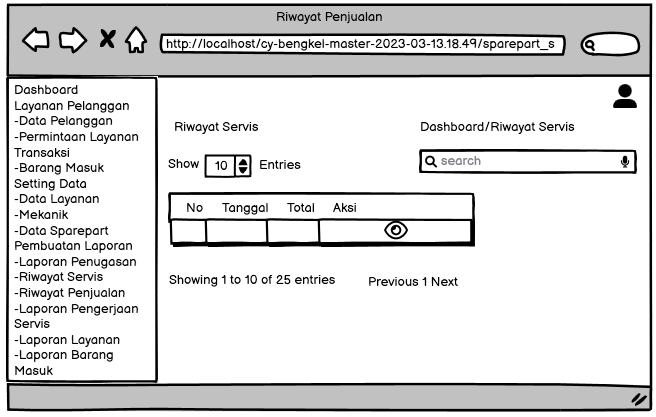 Riwayat Penjualan
http://localhost/cy-bengkel-master-2023-03-13.18.49/sparepart_s
Dashboard
Layanan Pelanggan
-Data Pelanggan
-Permintaan Layanan
Transaksi
-Barang Masuk
Setting Data
-Data Layanan
-Mekanik
-Data Sparepart
Pembuatan Laporan
-Laporan Penugasan
-Riwayat Servis
-Riwayat Penjualan
-Laporan Pengerjaan
Servis
-Laporan Layanan
-Laporan Barang
Masuk
Riwayat Servis
Dashboard/Riwayat Servis
Show 10 Entries
search
No Tanggal Total Aksi
Showing 1 to 10 of 25 entries
Previous 1 Next